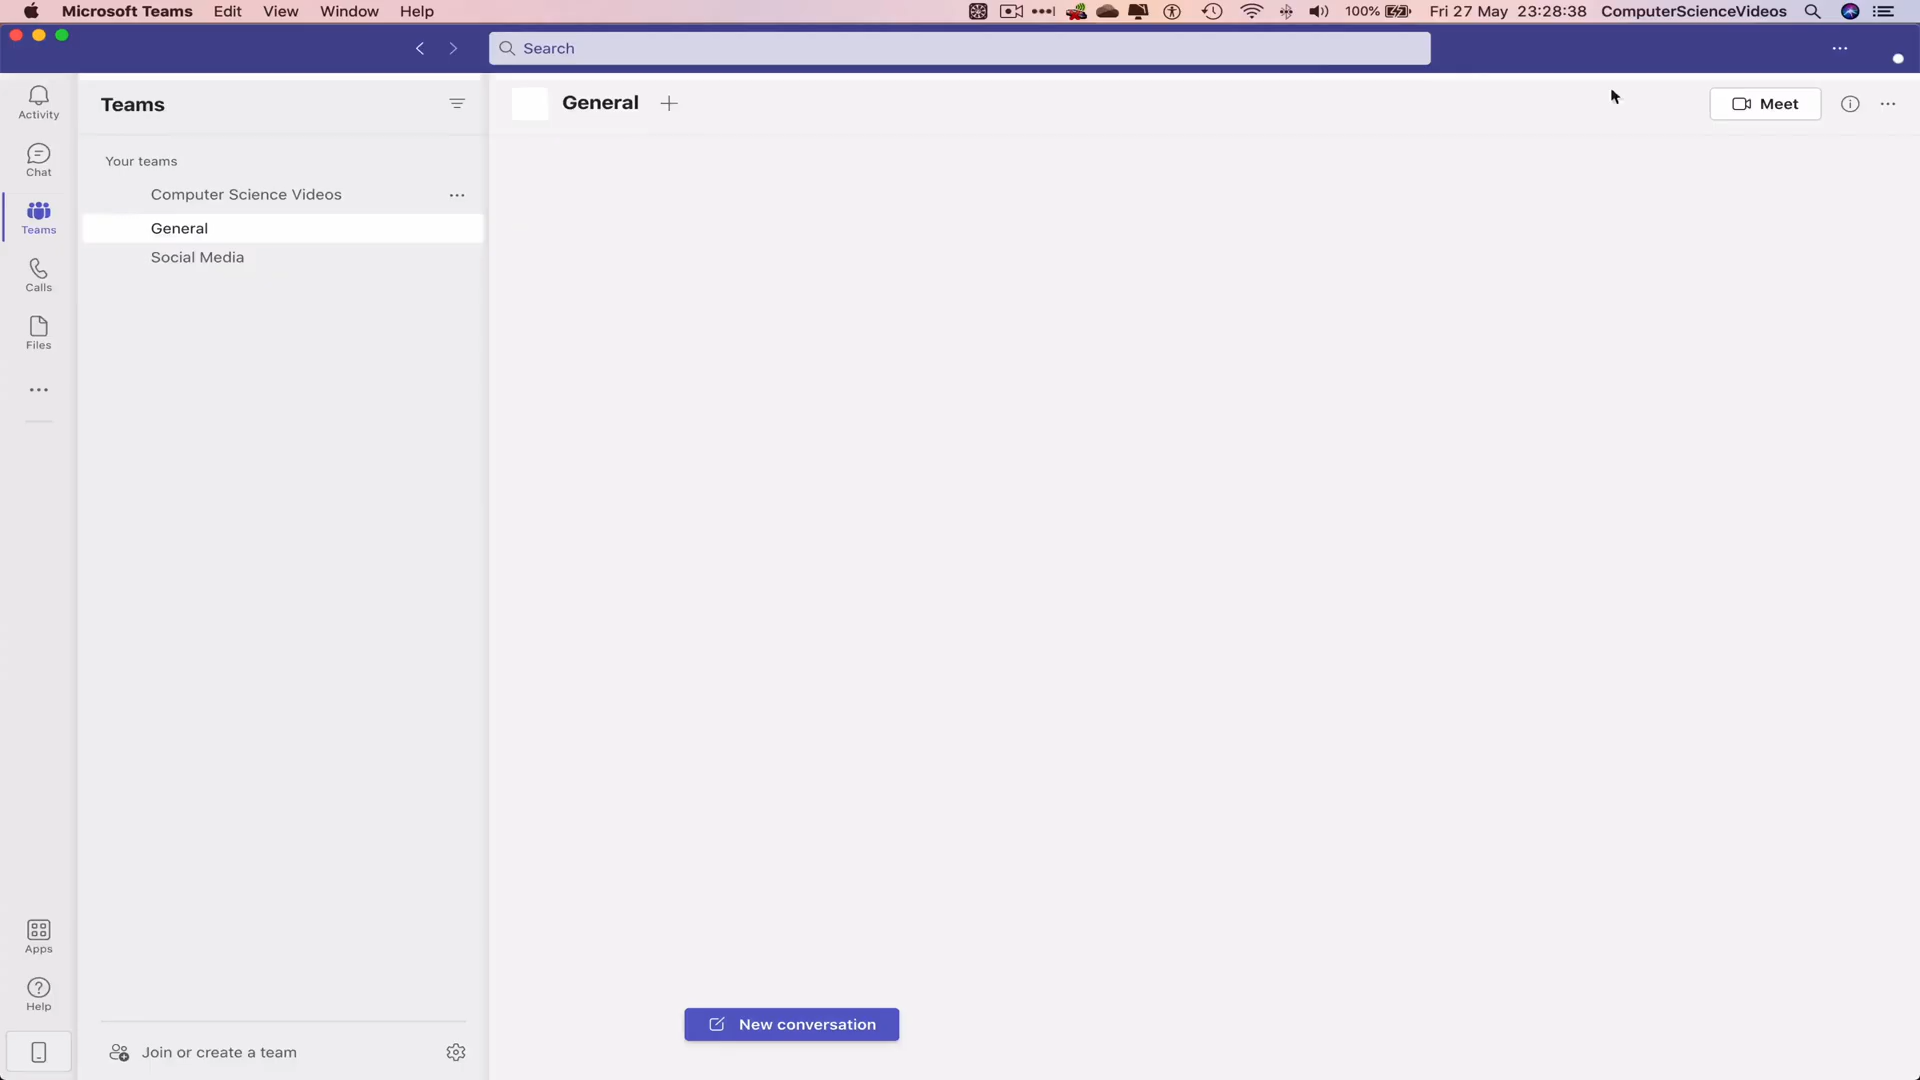 Microsoft Teams Edit View Window Help 100% Fri 27 May 23:28:38 ComputerScienceVideos
Search
Activity
Chat
Teams
Calls
Files
Apps
Help
Teams
Your teams
Computer Science Videos
General
Social Media
Join or create a team
General
Meet
New conversation